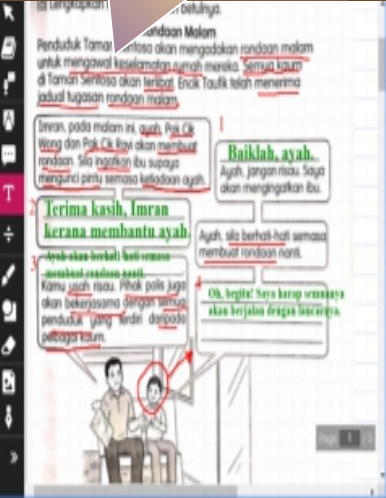 (a) Lengkapkan
betulnya.
Rondaan Malam
Penduduk Taman Sentosa akan mengadakan rondaan malam
untuk mengawal keselamatan rumah mereka. Semua kaum
di Taman Sentosa akan terlibat. Encik Taufik telah menerima
jadual tugasan rondaan malam.
Imran, pada malam ini, ayah, Pak Cik
Wong dan Pak Cik Ravi akan membuat
rondaan. Sila ingatkan ibu supaya
mengunci pintu semasa ketiadaan ayah.
1
Baiklah, ayah.
Ayah, jangan risau. Saya
akan mengingatkan ibu.
2
Terima kasih, Imran
kerana membantu ayah.
Ayah akan berhati-hati semasa
membuat rondaan nanti.
Ayah, sila berhati-hati semasa
membuat rondaan nanti.
3
Kamu usah risau. Pihak polis juga
akan bekerjasama dengan semua
penduduk yang terdiri daripada
pelbagai kaum.
4
Oh, begitu! Saya harap semuanya
akan berjalan dengan lancarnya.
Page 1